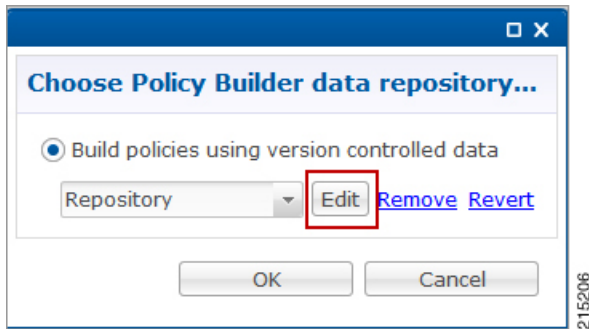 Choose Policy Builder data repository...
Build policies using version controlled data
Repository Edit Remove Revert
OK Cancel
215206